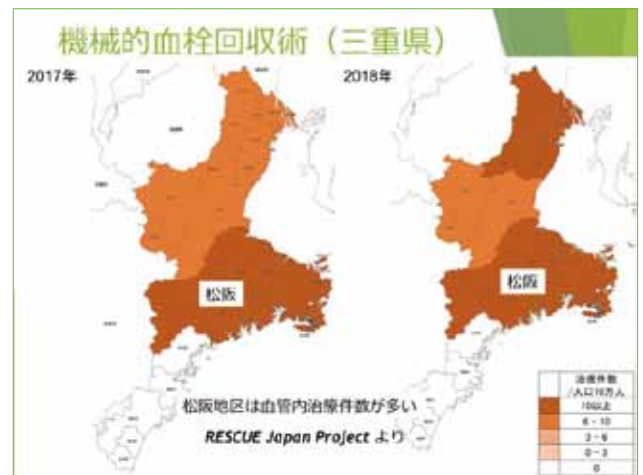 機械的血栓回収術（三重県）
2017年
2018年
松阪
松阪
松阪地区は血管内治療件数が多い
RESCUE Japan Project より
治療件数
/人口10万人
10以上
6 - 10
3 - 6
0 - 3
0